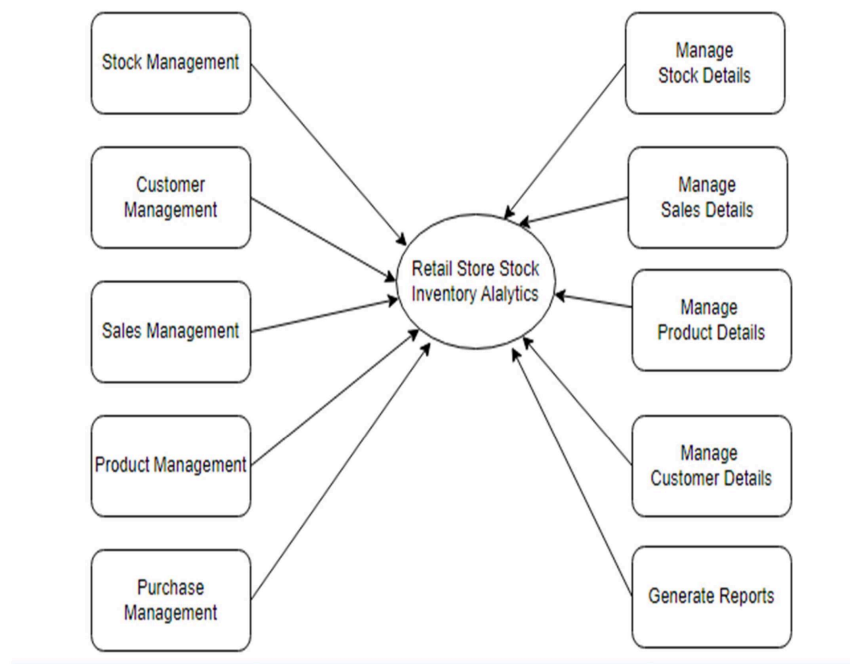 Stock Management
Customer
Management
Sales Management
Product Management
Purchase
Management
Retail Store Stock
Inventory Alalytics
Manage
Stock Details
Manage
Sales Details
Manage
Product Details
Manage
Customer Details
Generate Reports